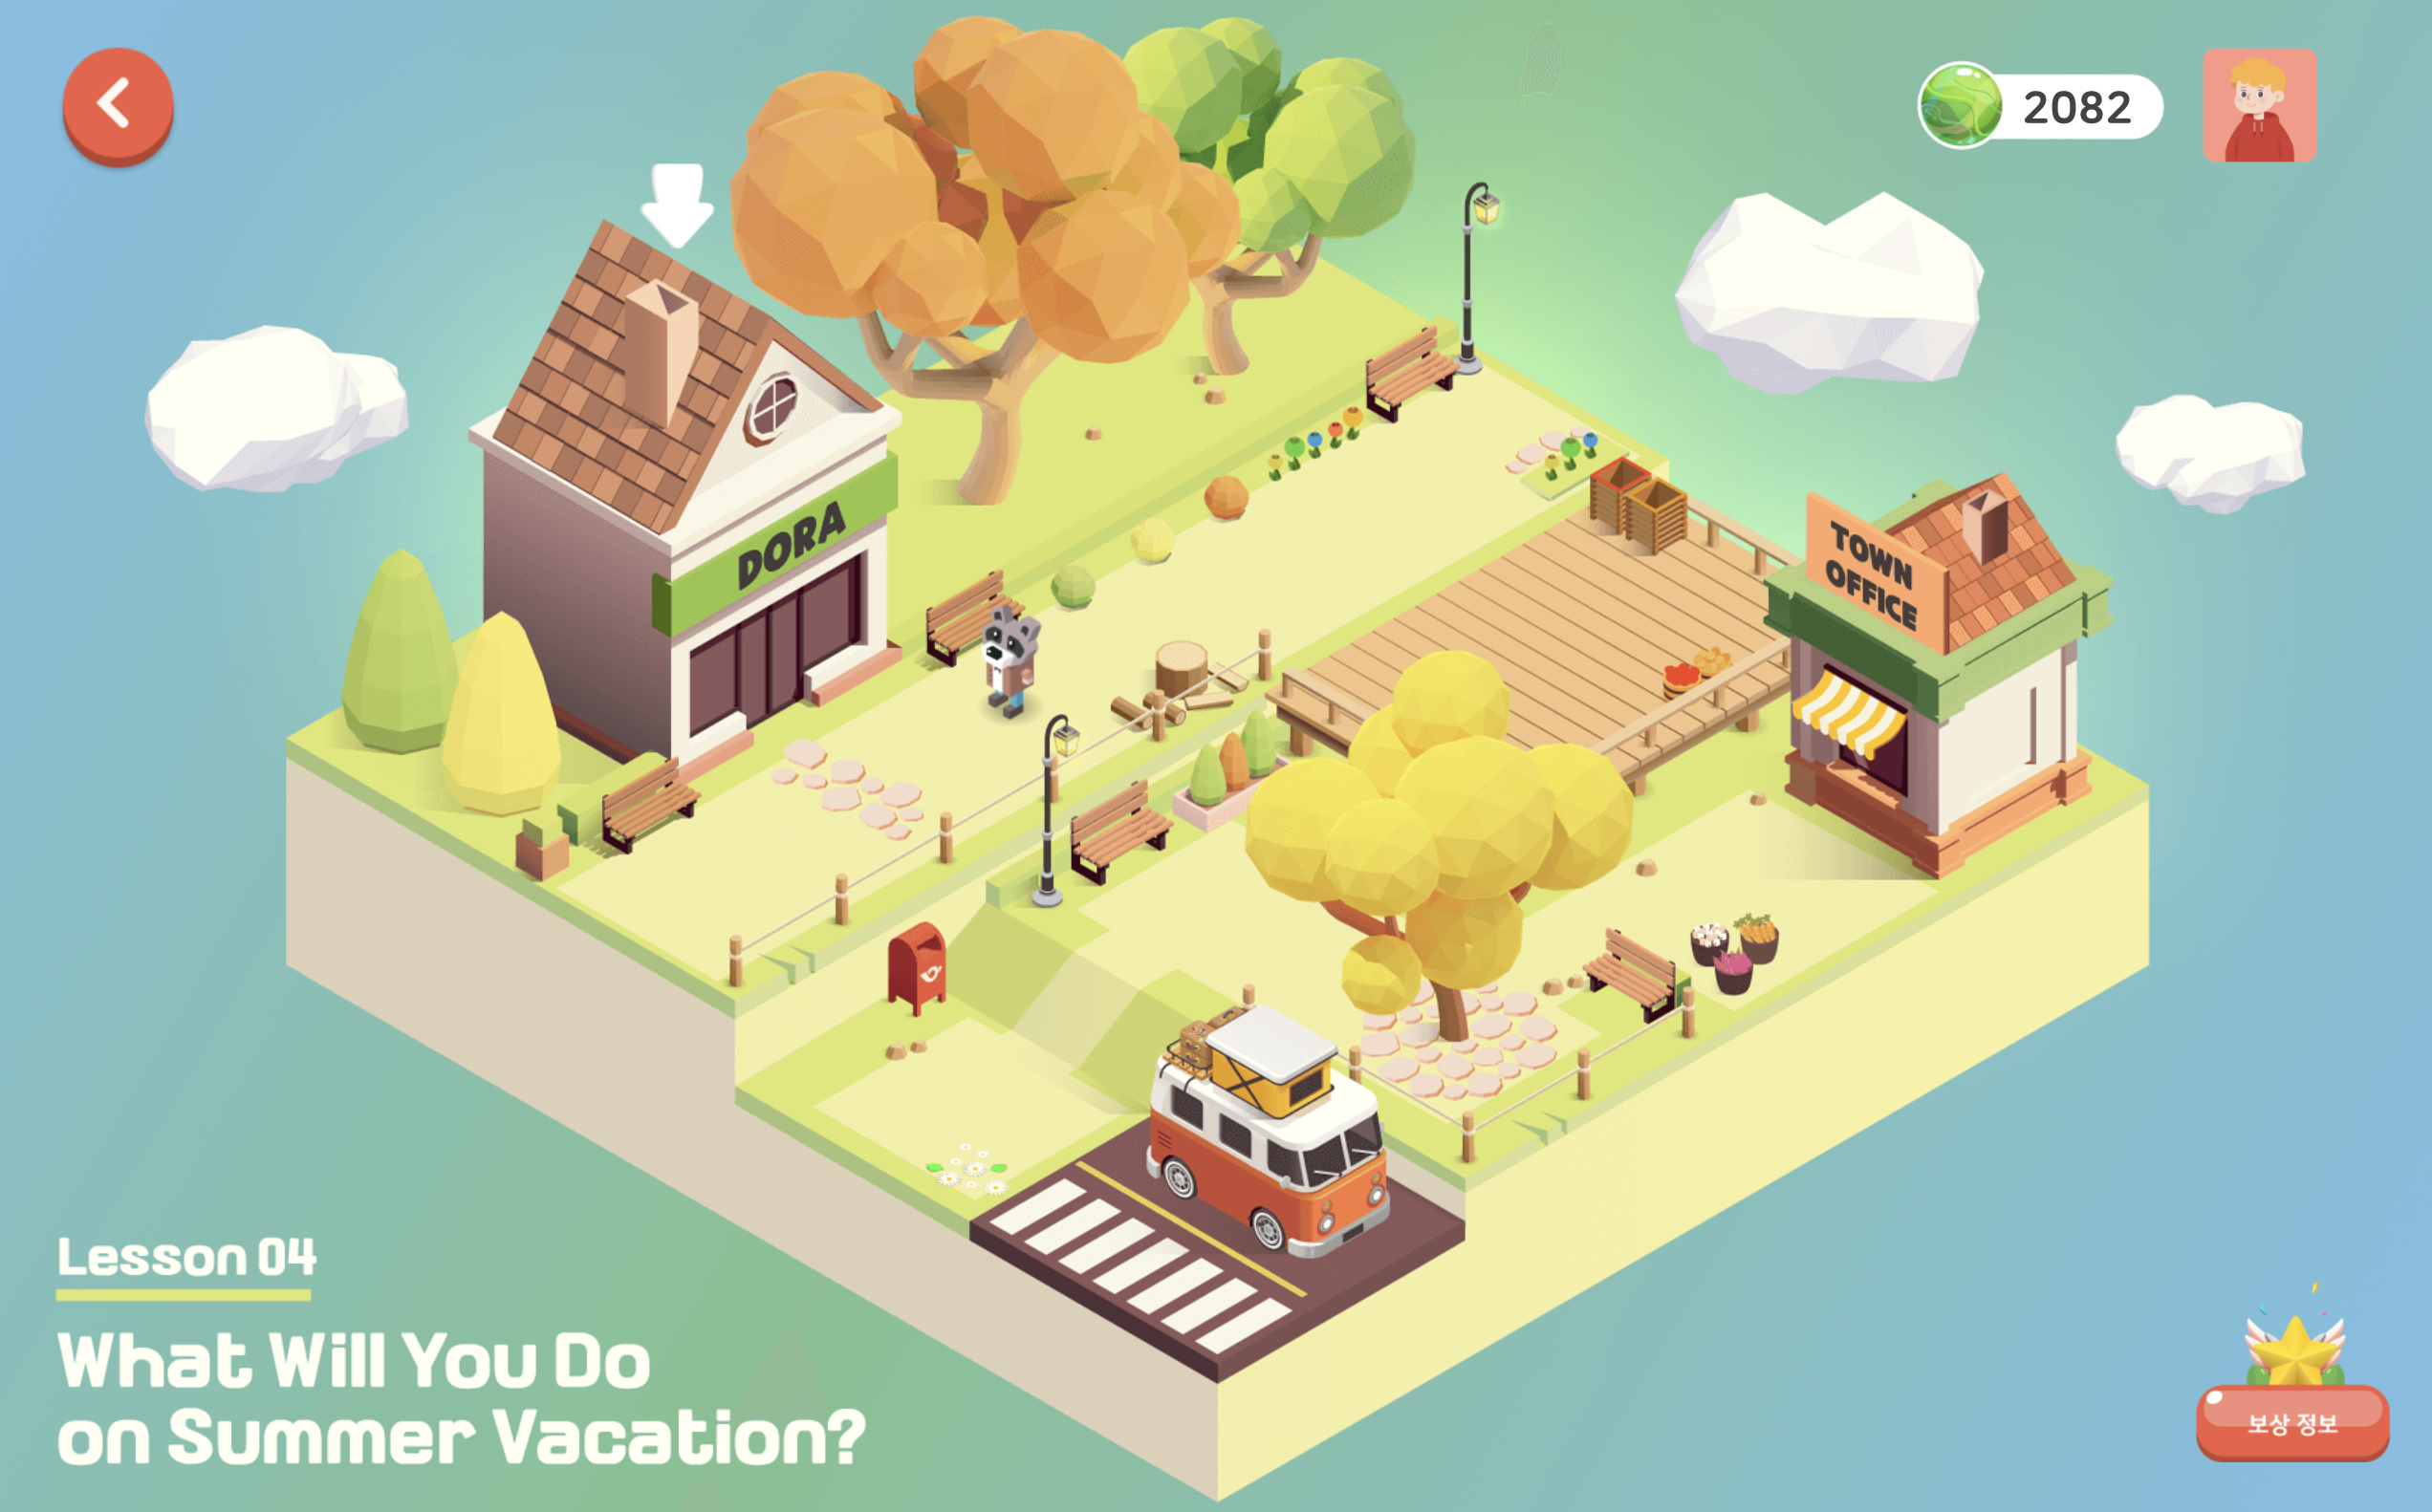 2082
DORA
TOWN
OFFICE
Lesson 04
What Will You Do
on Summer Vacation?
보상 정보